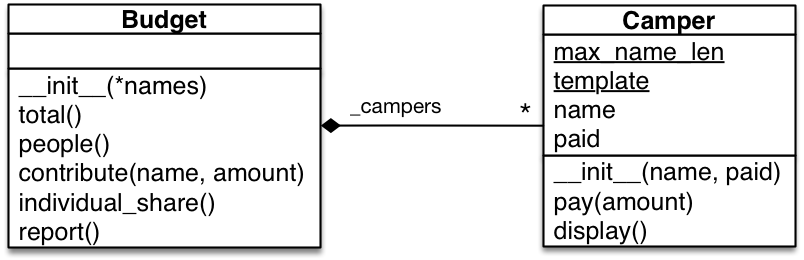 Budget
__init__(*names)
total()
people()
contribute(name, amount)
individual_share()
report()
_campers
*
Camper
max_name_len
template
name
paid
__init__(name, paid)
pay(amount)
display()